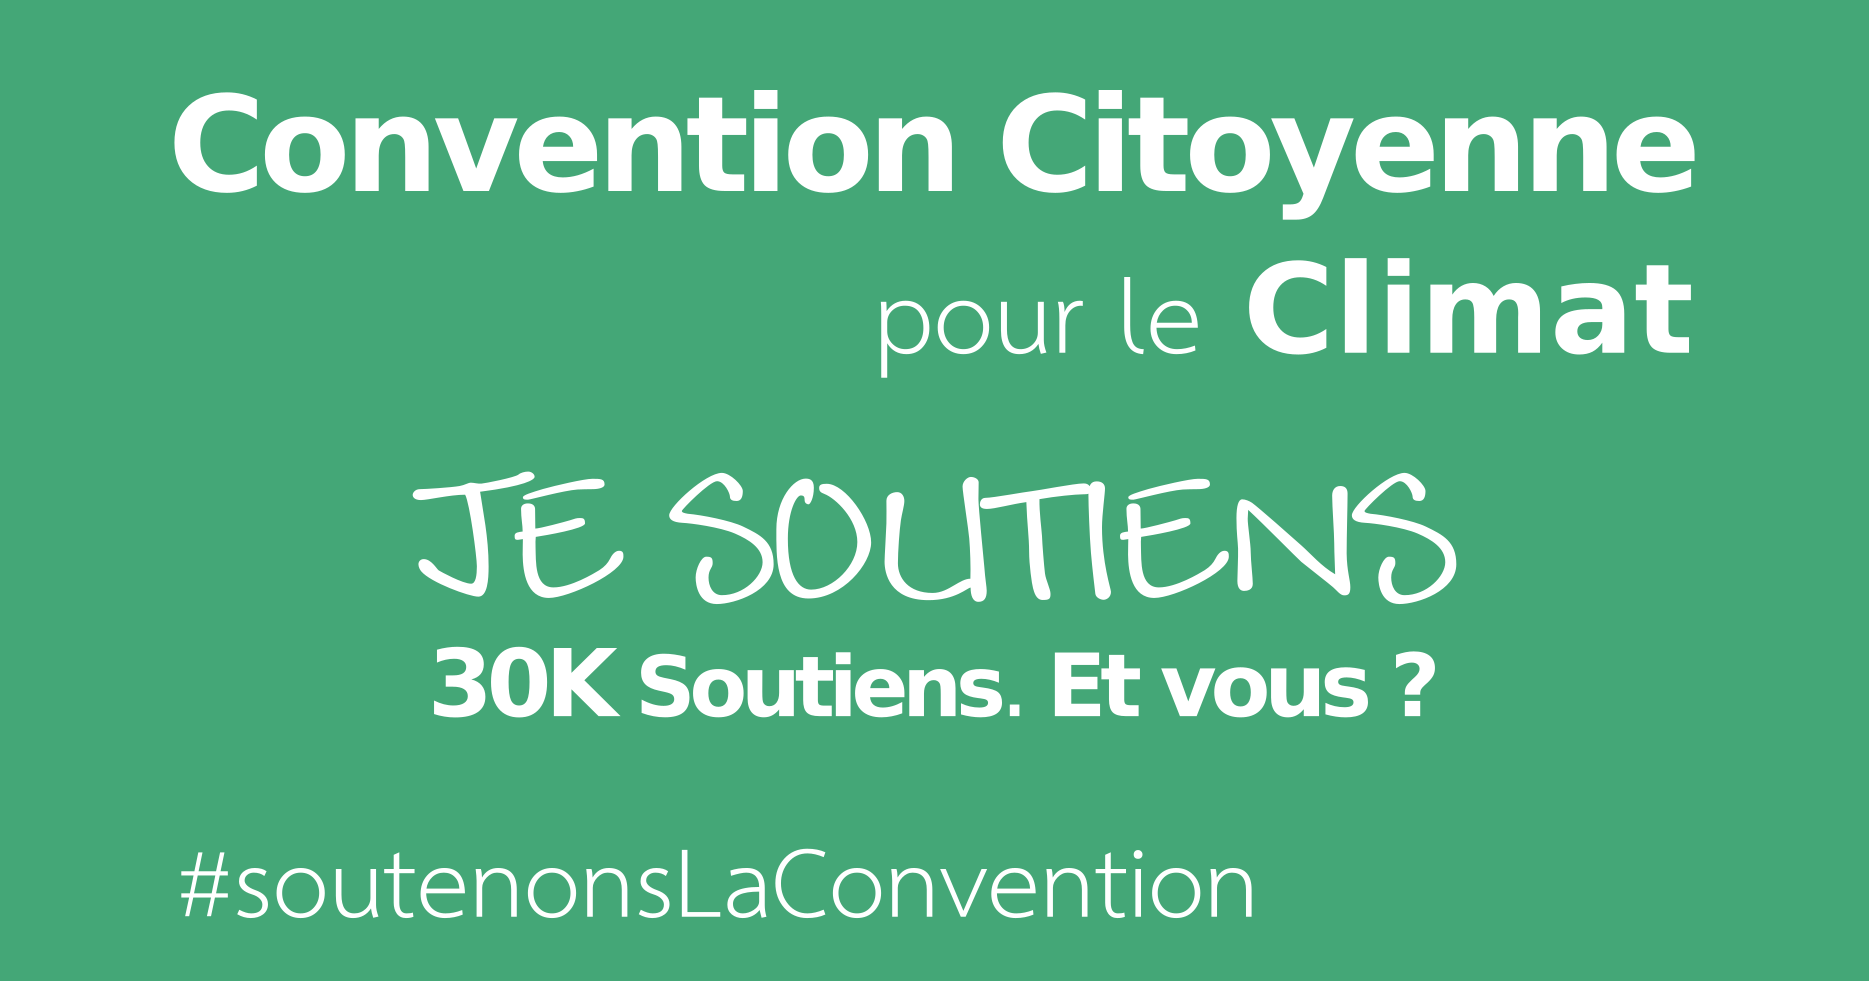 Convention Citoyenne
pour le Climat
JE SOUTIENS
30K Soutiens. Et vous ?
#soutenonsLaConvention